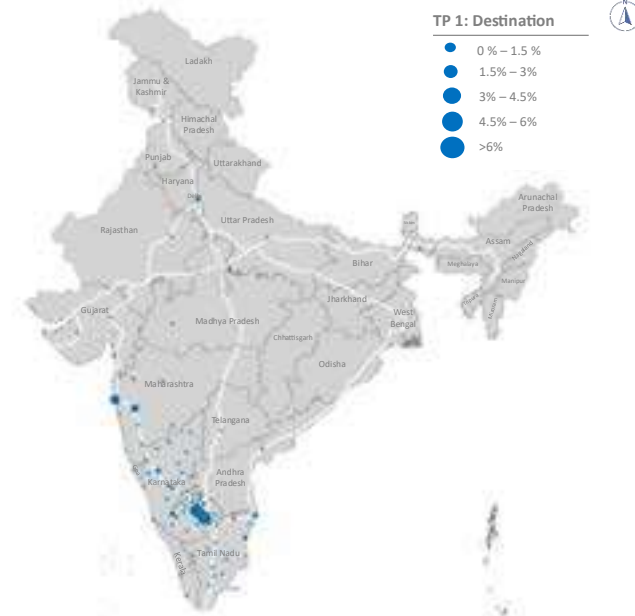 TP 1: Destination
0 % – 1.5 %
1.5% – 3%
3% – 4.5%
4.5% – 6%
>6%
Ladakh
Jammu &
Kashmir
Himachal
Pradesh
Punjab
Uttarakhand
Haryana
Rajasthan
Uttar Pradesh
Arunachal
Pradesh
Assam
Nagaland
Meghalaya
Manipur
Bihar
Jharkhand
West
Bengal
Gujarat
Madhya Pradesh
Chhattisgarh
Odisha
Maharashtra
Telangana
Karnataka
Andhra
Pradesh
Tamil Nadu
Kerala